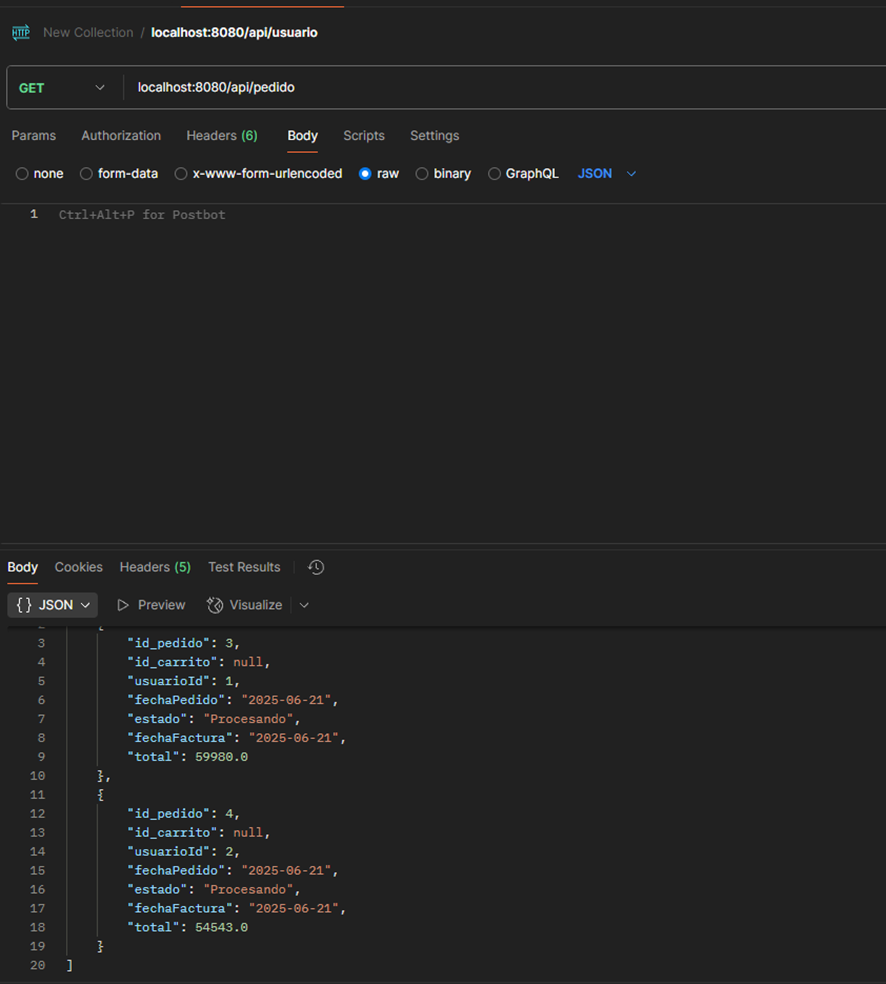 HTTP New Collection / localhost:8080/api/usuario
GET localhost:8080/api/pedido
Params Authorization Headers (6) Body Scripts Settings
none form-data x-www-form-urlencoded raw binary GraphQL JSON
1 Ctrl+Alt+P for Postbot
Body Cookies Headers (5) Test Results
{} JSON Preview Visualize
2 {
3 "id_pedido": 3,
4 "id_carrito": null,
5 "usuarioId": 1,
6 "fechaPedido": "2025-06-21",
7 "estado": "Procesando",
8 "fechaFactura": "2025-06-21",
9 "total": 59980.0
10 },
11 {
12 "id_pedido": 4,
13 "id_carrito": null,
14 "usuarioId": 2,
15 "fechaPedido": "2025-06-21",
16 "estado": "Procesando",
17 "fechaFactura": "2025-06-21",
18 "total": 54543.0
19 }
20 ]